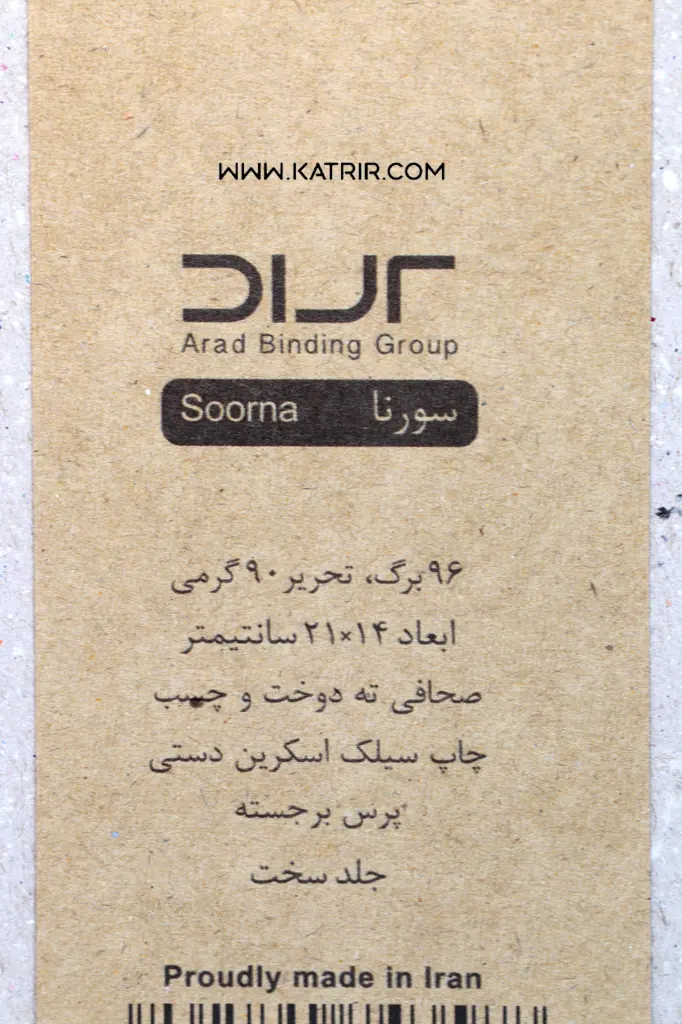 WWW.KATRIR.COM
آراد
Arad Binding Group
Soorna سورنا
۹۶ برگ، تحریر ۹۰ گرمی
ابعاد ۱۴×۲۱ سانتیمتر
صحافی ته دوخت و چسب
چاپ سیلک اسکرین دستی
پرس برجسته
جلد سخت
Proudly made in Iran